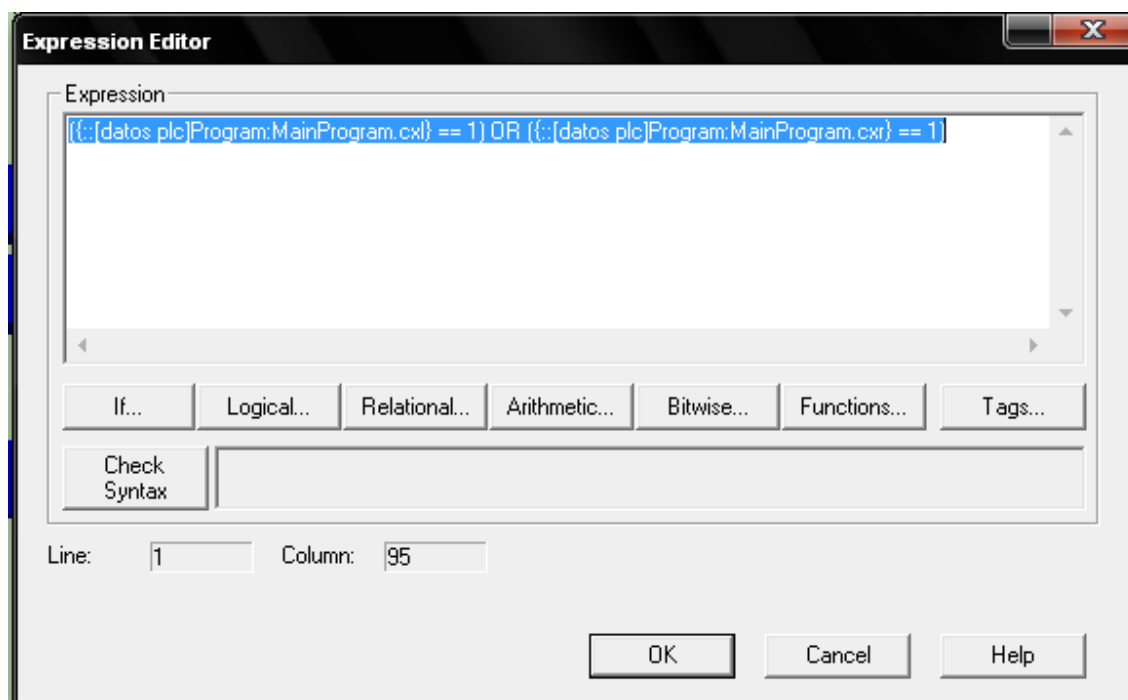 Expression Editor
Expression
({::[datos plc]Program:MainProgram.cxl} == 1) OR ({::[datos plc]Program:MainProgram.cxr} == 1)
If...
Logical...
Relational...
Arithmetic...
Bitwise...
Functions...
Tags...
Check
Syntax
Line:
1
Column:
95
OK
Cancel
Help